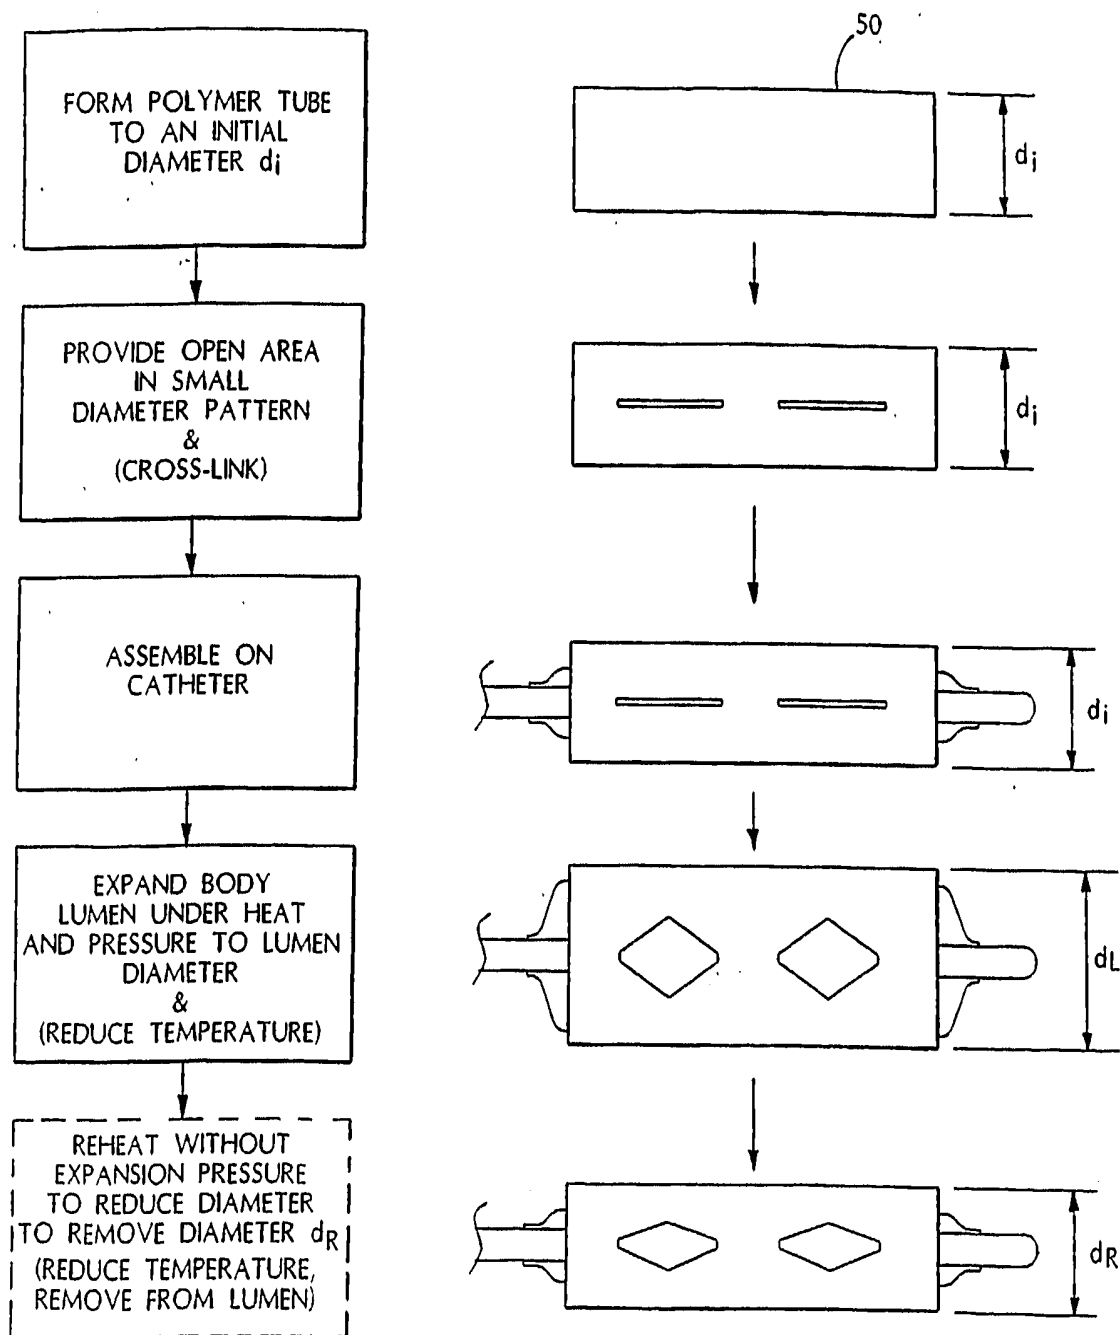 FORM POLYMER TUBE
TO AN INITIAL
DIAMETER di
50
di
PROVIDE OPEN AREA
IN SMALL
DIAMETER PATTERN
&
(CROSS-LINK)
di
ASSEMBLE ON
CATHETER
di
EXPAND BODY
LUMEN UNDER HEAT
AND PRESSURE TO LUMEN
DIAMETER
&
(REDUCE TEMPERATURE)
dL
REHEAT WITHOUT
EXPANSION PRESSURE
TO REDUCE DIAMETER
TO REMOVE DIAMETER dR
(REDUCE TEMPERATURE,
REMOVE FROM LUMEN)
dR